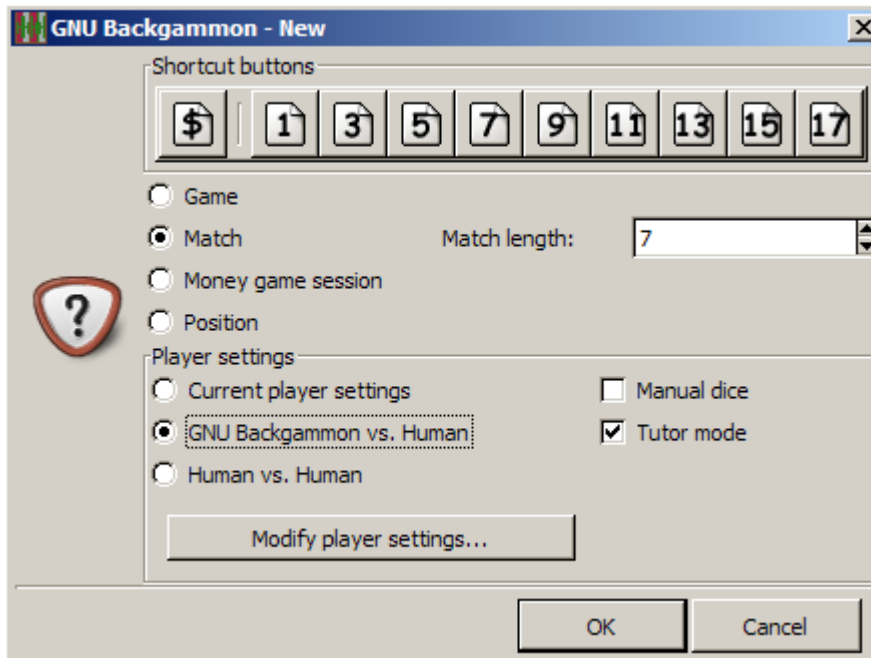 GNU Backgammon - New
Shortcut buttons
$ 1 3 5 7 9 11 13 15 17
Game
Match Match length: 7
Money game session
Position
?
Player settings
Current player settings Manual dice
GNU Backgammon vs. Human Tutor mode
Human vs. Human
Modify player settings...
OK Cancel